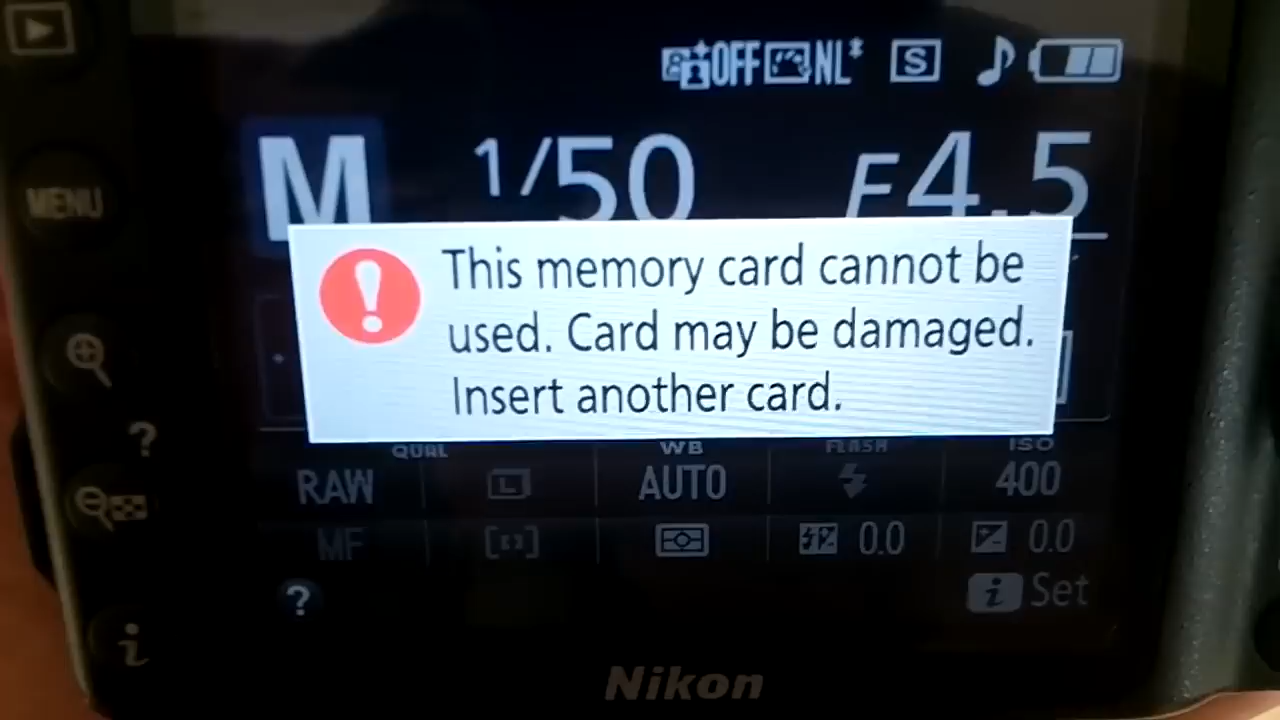 OFF NL* S
MENU
M 1/50 F4.5
This memory card cannot be
used. Card may be damaged.
Insert another card.
?
QUAL WB FLASH ISO
RAW L AUTO 400
MF 0.0 0.0
? i Set
i
Nikon